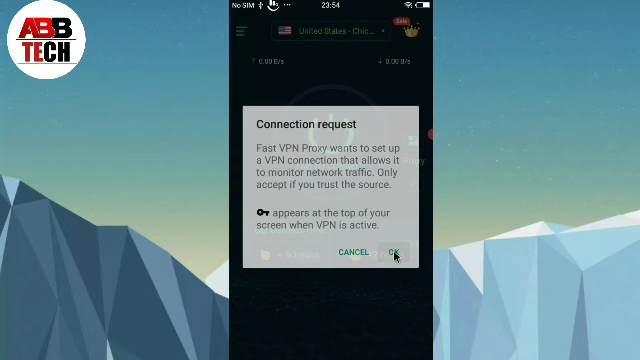 ABB
TECH
No SIM
23:54
Sale
United States - Chic...
↑ 0.00 B/s
↓ 0.00 B/s
Connection request
Fast VPN Proxy wants to set up
a VPN connection that allows it
to monitor network traffic. Only
accept if you trust the source.
appears at the top of your
screen when VPN is active.
CANCEL
OK